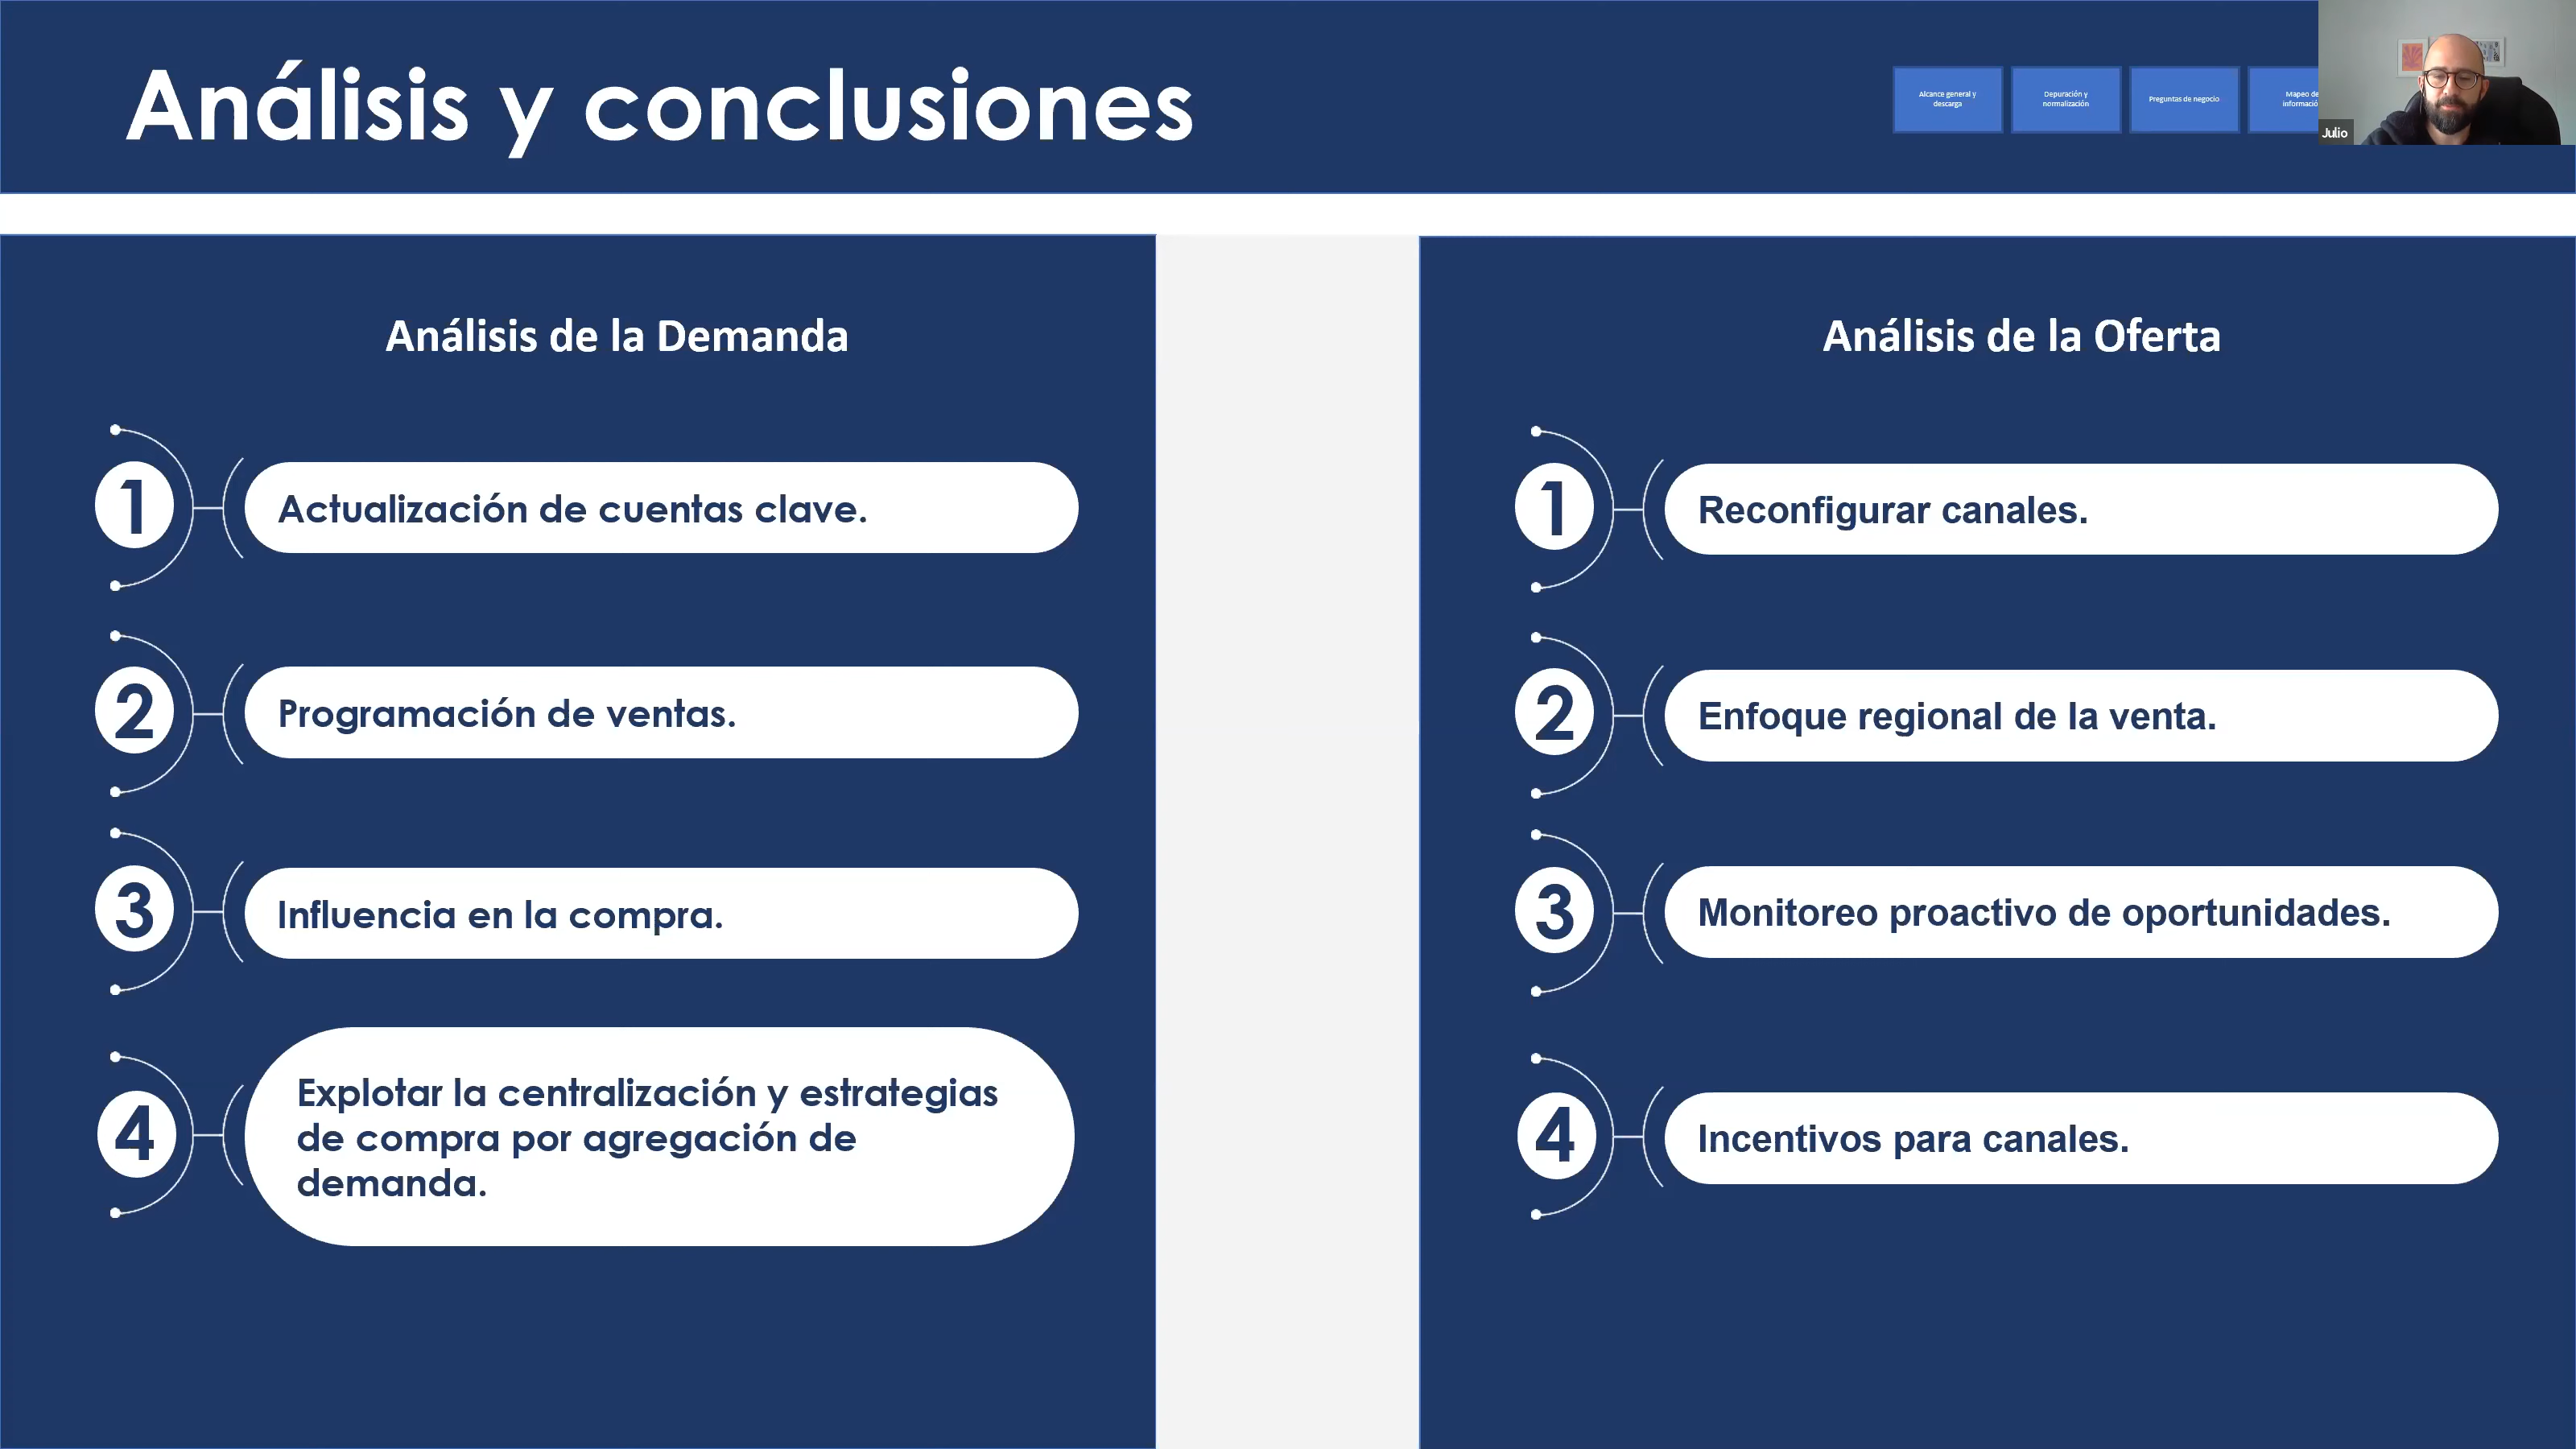 Análisis y conclusiones
Alcance general y
descarga
Depuración y
normalización
Preguntas de negocio
Mapeo de
Julio
Análisis de la Demanda
1
Actualización de cuentas clave.
2
Programación de ventas.
3
Influencia en la compra.
4
Explotar la centralización y estrategias
de compra por agregación de
demanda.
Análisis de la Oferta
1
Reconfigurar canales.
2
Enfoque regional de la venta.
3
Monitoreo proactivo de oportunidades.
4
Incentivos para canales.